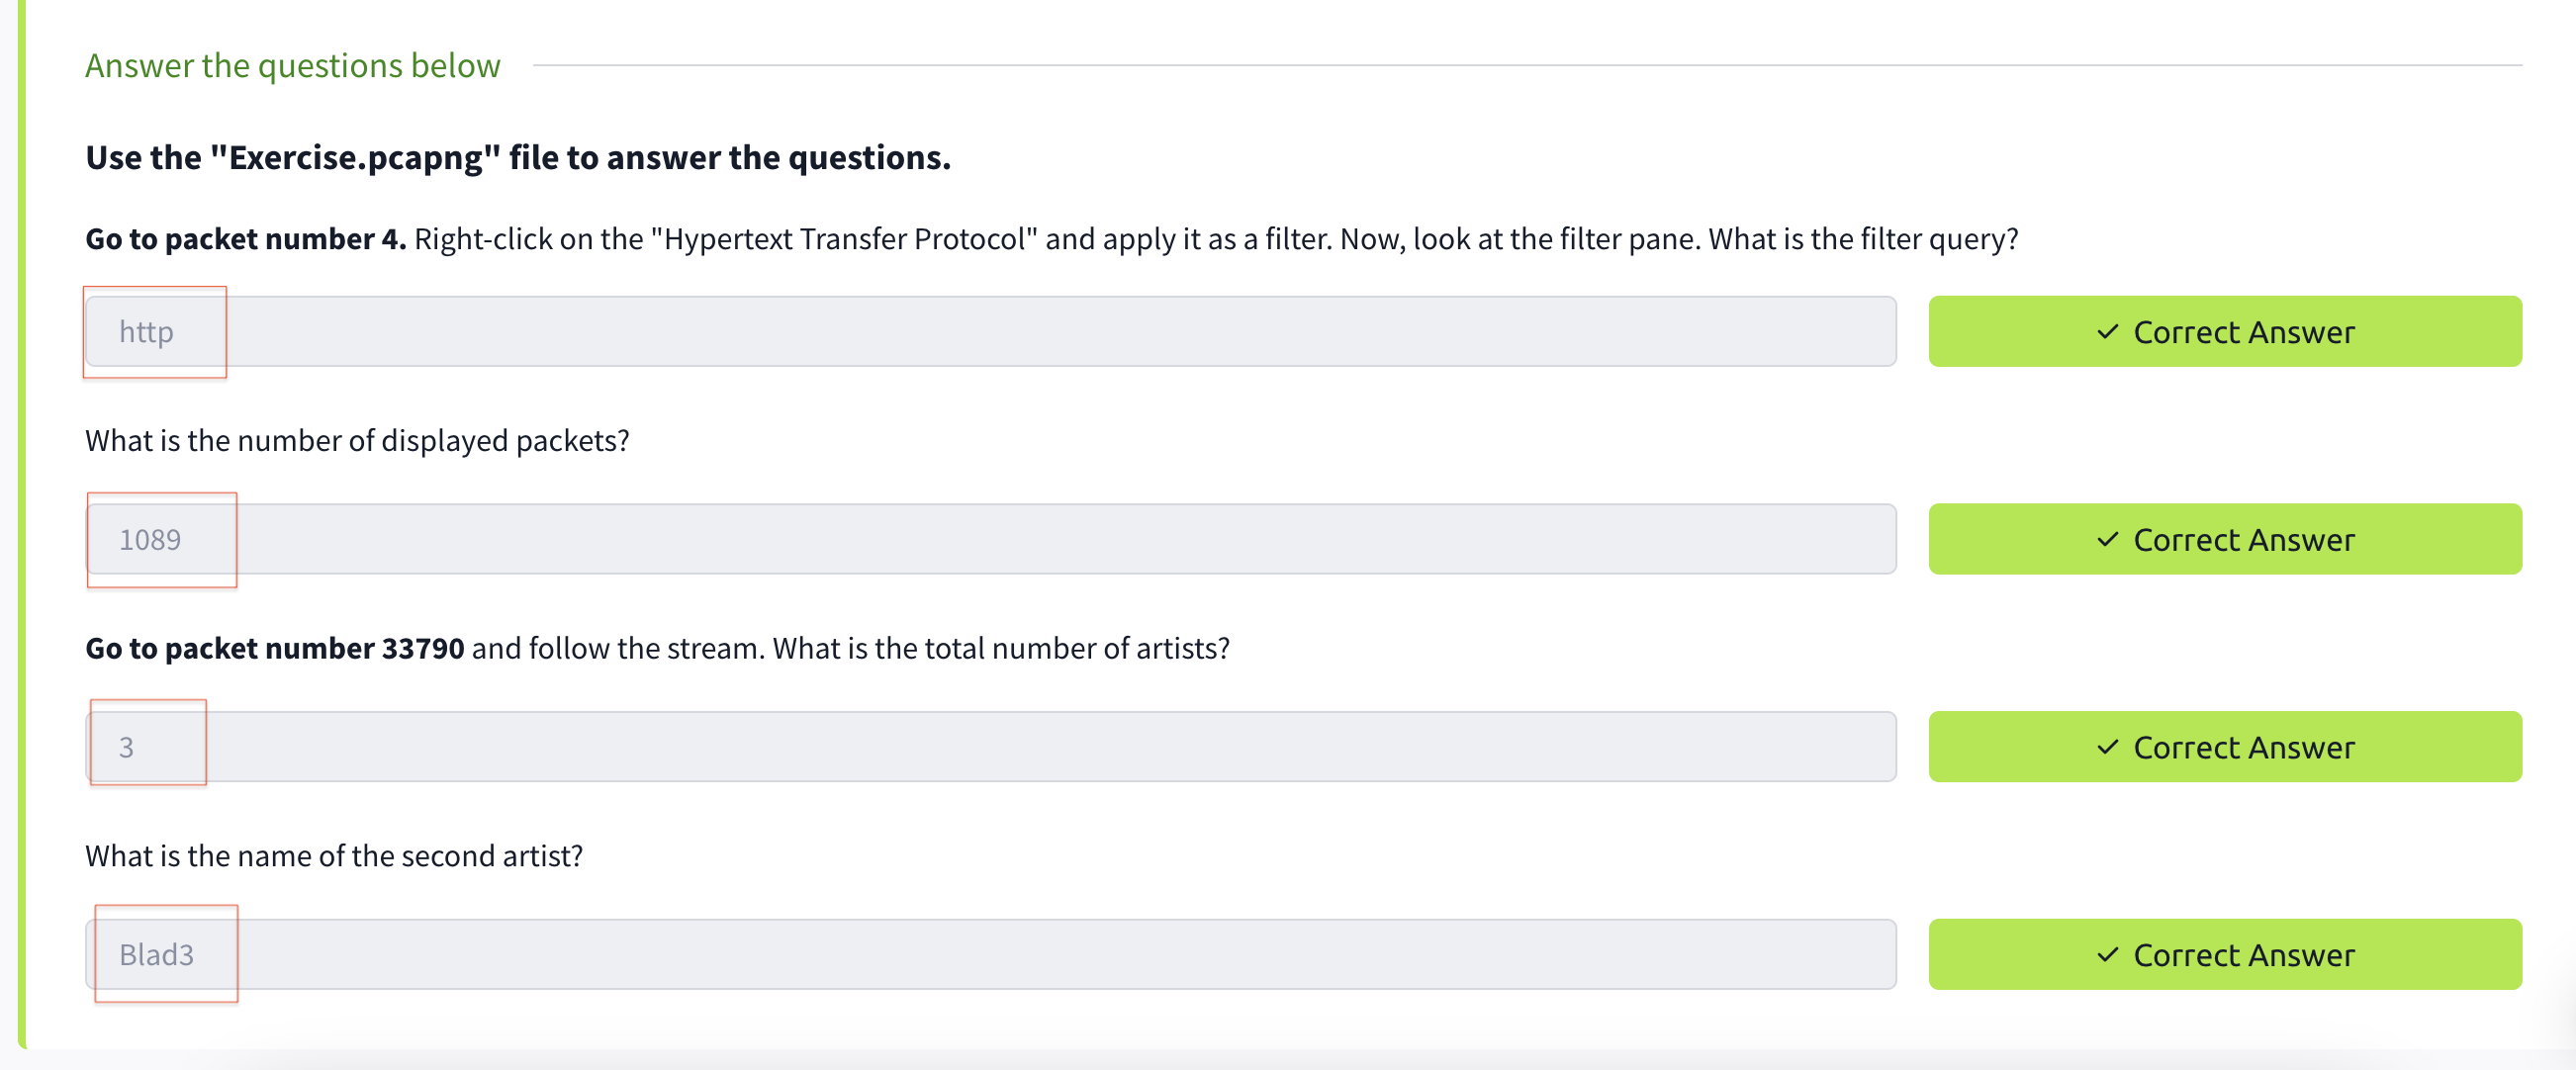 Answer the questions below
Use the "Exercise.pcapng" file to answer the questions.
Go to packet number 4. Right-click on the "Hypertext Transfer Protocol" and apply it as a filter. Now, look at the filter pane. What is the filter query?
http
✓ Correct Answer
What is the number of displayed packets?
1089
✓ Correct Answer
Go to packet number 33790 and follow the stream. What is the total number of artists?
3
✓ Correct Answer
What is the name of the second artist?
Blad3
✓ Correct Answer